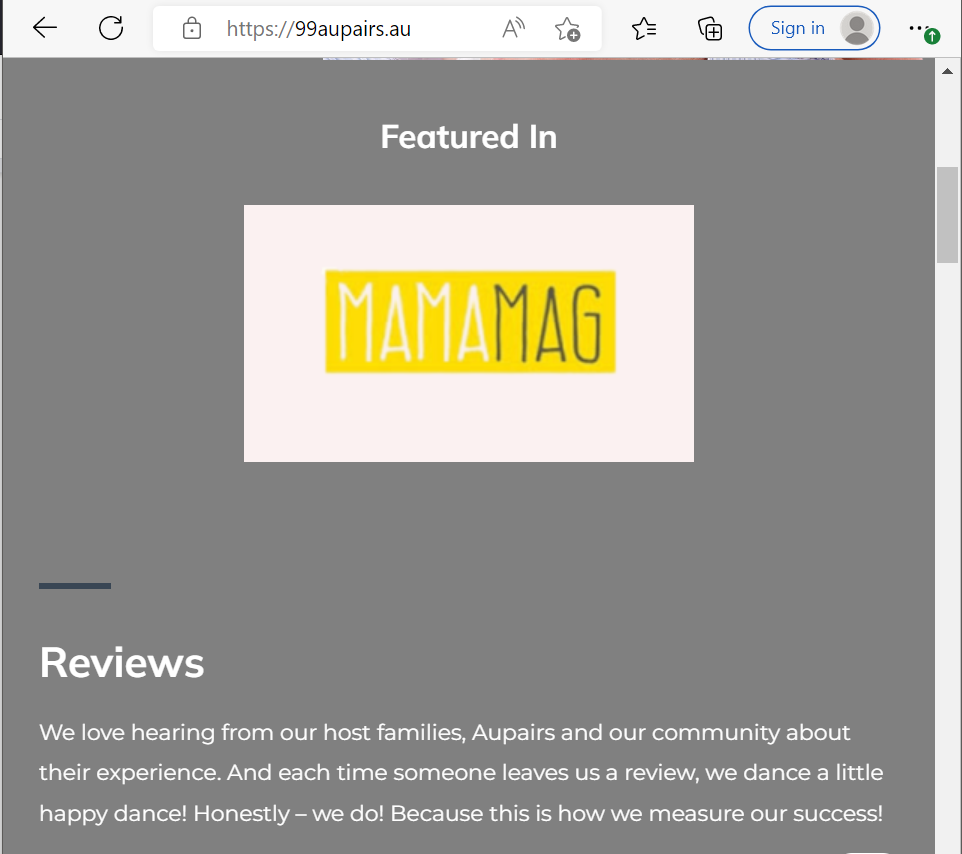 https://99aupairs.au
Sign in
Featured In
MAMAMAG
Reviews
We love hearing from our host families, Aupairs and our community about
their experience. And each time someone leaves us a review, we dance a little
happy dance! Honestly – we do! Because this is how we measure our success!